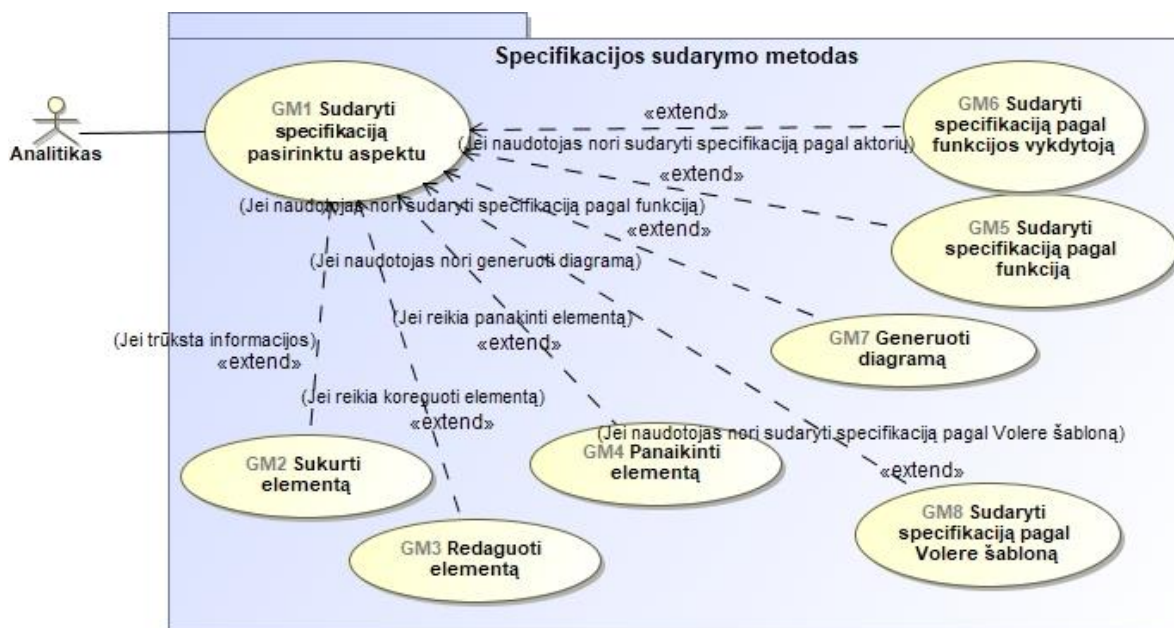 Specifikacijos sudarymo metodas
Analitikas
GM1 Sudaryti
specifikaciją
pasirinktu aspektu
«extend»
(Jei naudotojas nori sudaryti specifikaciją pagal aktorių)
GM6 Sudaryti
specifikaciją pagal
funkcijos vykdytoją
«extend»
(Jei naudotojas nori sudaryti specifikaciją pagal funkciją)
GM5 Sudaryti
specifikaciją pagal
funkciją
«extend»
(Jei naudotojas nori generuoti diagramą)
GM7 Generuoti
diagramą
(Jei reikia panakinti elementą)
«extend»
(Jei trūksta informacijos)
«extend»
(Jei reikia koreguoti elementą)
«extend»
(Jei naudotojas nori sudaryti specifikaciją pagal Volere šabloną)
«extend»
GM2 Sukurti
elementą
GM4 Panaikinti
elementą
GM3 Redaguoti
elementą
GM8 Sudaryti
specifikaciją pagal
Volere šabloną